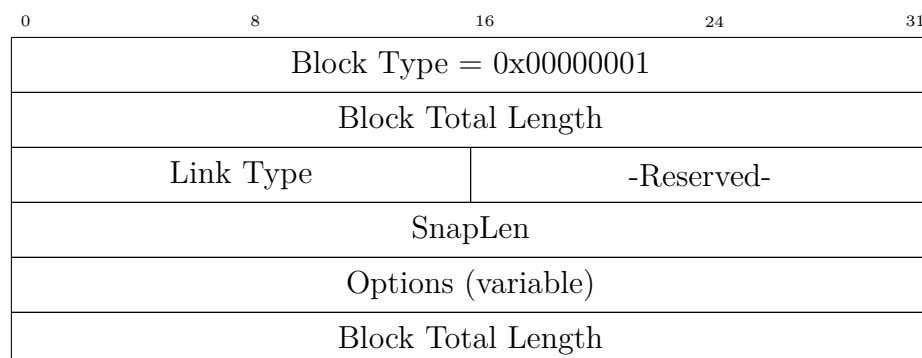 0 8 16 24 31
Block Type = 0x00000001
Block Total Length
Link Type -Reserved-
SnapLen
Options (variable)
Block Total Length